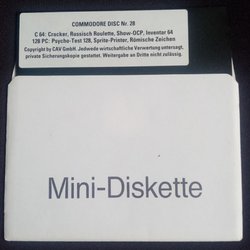 COMMODORE DISC Nr. 28
C 64: Cracker, Russisch Roulette, Show-OCP, Inventar 64
128 PC: Psycho-Test 128, Sprite-Printer, Römische Zeichen
Copyright by CAV GmbH. Jedwede wirtschaftliche Verwertung untersagt,
private Sicherungskopie gestattet. Weitergabe an Dritte nicht zulässig.
Mini-Diskette